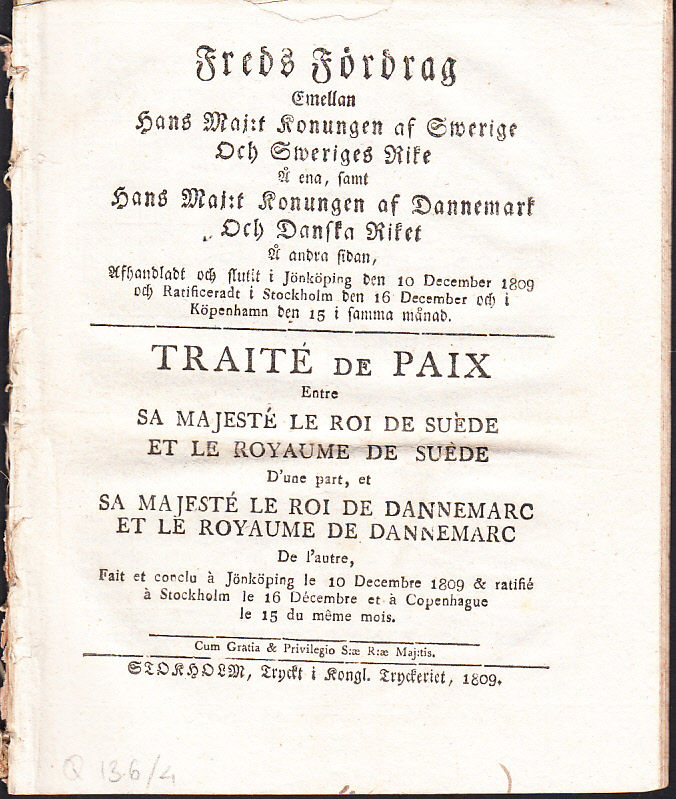 Freds Fördrag
Emellan
Hans Maj:t Konungen af Swerige
Och Sweriges Rike
Å ena, samt
Hans Maj:t Konungen af Dannemark
Och Danska Riket
Å andra sidan,
Afhandladt och slutit i Jönköping den 10 December 1809
och Ratificeradt i Stockholm den 16 December och i
Köpenhamn den 15 i samma månad.
TRAITÉ DE PAIX
Entre
SA MAJESTÉ LE ROI DE SUÈDE
ET LE ROYAUME DE SUÈDE
D'une part, et
SA MAJESTÉ LE ROI DE DANNEMARC
ET LE ROYAUME DE DANNEMARC
De l'autre,
Fait et conclu à Jönköping le 10 Decembre 1809 & ratifié
à Stockholm le 16 Décembre et à Copenhague
le 15 du même mois.
Cum Gratia & Privilegio S:æ R:æ Maj:tis.
STOKHOLM, Tryckt i Kongl. Tryckeriet, 1809.
Q 13.6/4